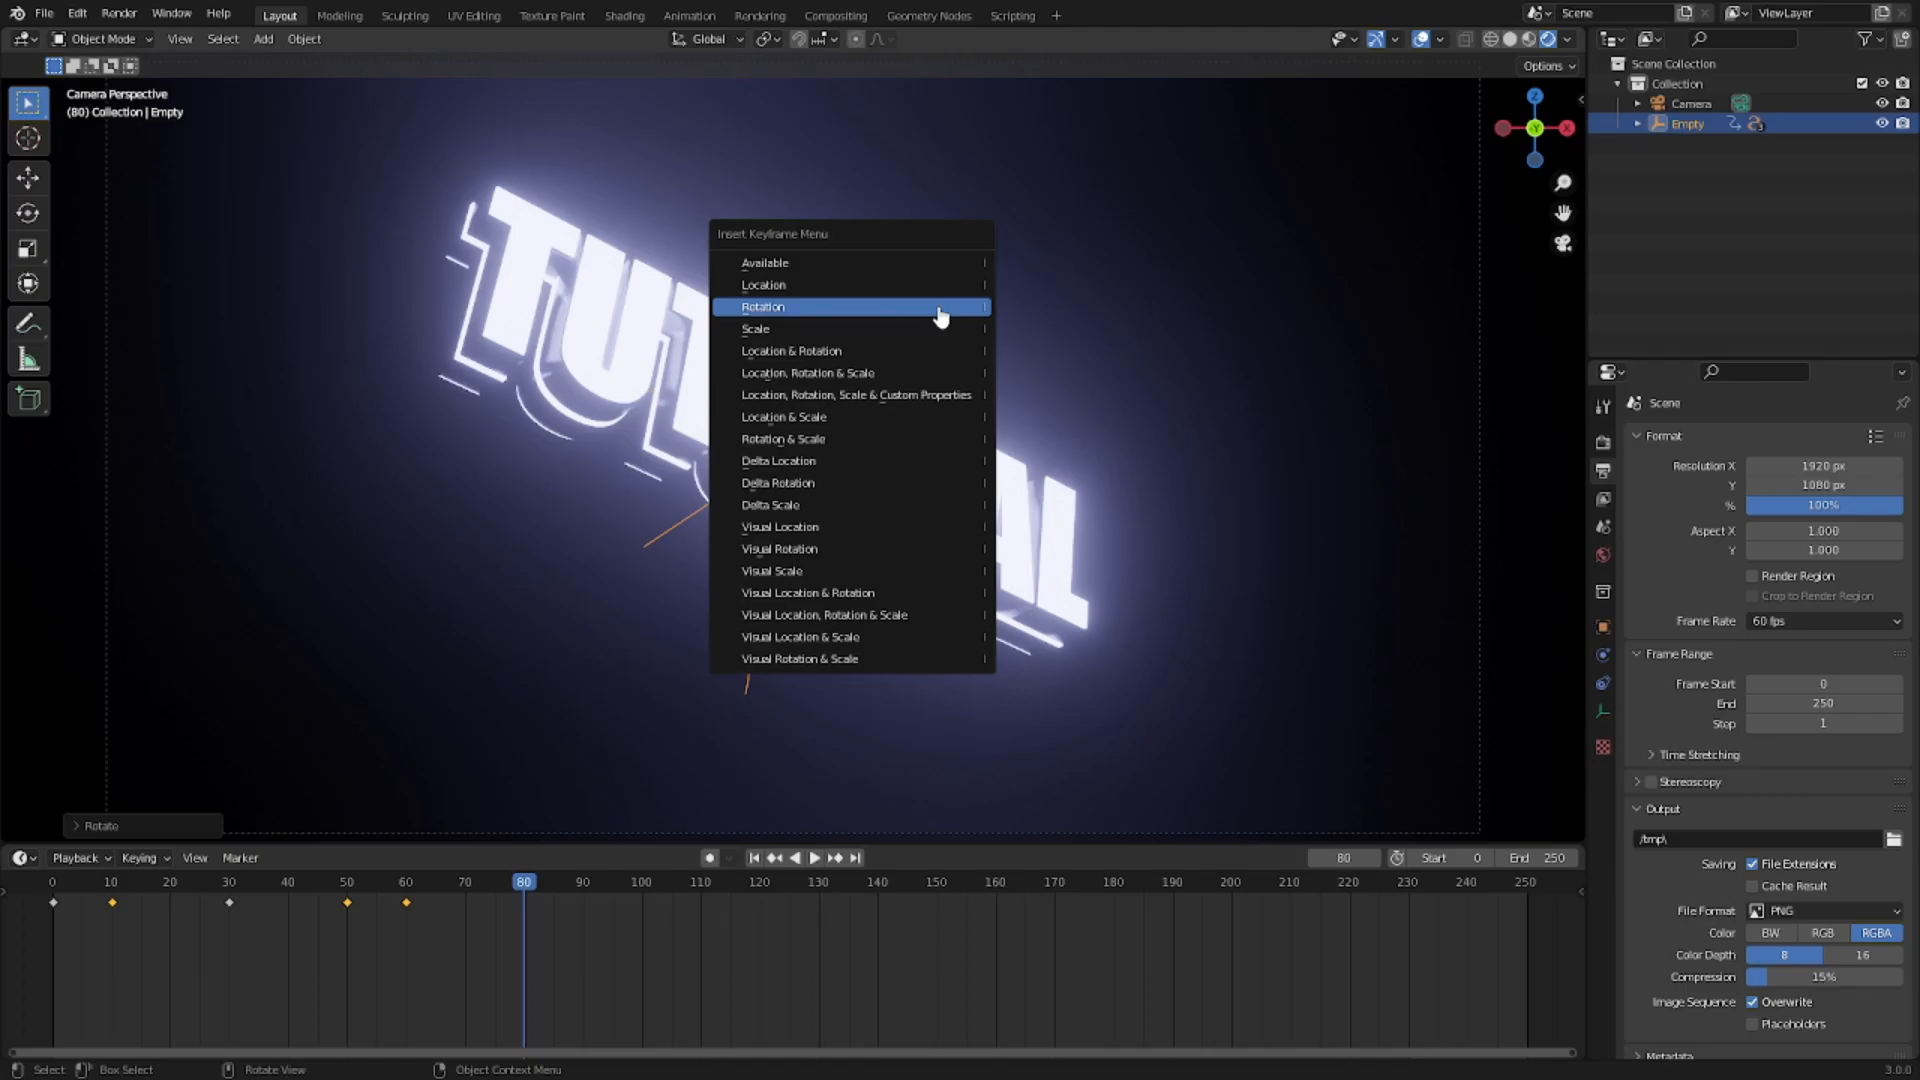 File Edit Render Window Help Layout Modeling Sculpting UV Editing Texture Paint Shading Animation Rendering Compositing Geometry Nodes Scripting + Scene ViewLayer
Object Mode View Select Add Object Global
Options
Camera Perspective
(80) Collection | Empty
Z
-Y
X
Insert Keyframe Menu
Available I
Location I
Rotation I
Scale I
Location & Rotation I
Location, Rotation & Scale I
Location, Rotation, Scale & Custom Properties I
Location & Scale I
Rotation & Scale I
Delta Location I
Delta Rotation I
Delta Scale I
Visual Location I
Visual Rotation I
Visual Scale I
Visual Location & Rotation I
Visual Location, Rotation & Scale I
Visual Location & Scale I
Visual Rotation & Scale I
Rotate
Scene Collection
Collection
Camera
Empty 3
Scene
Format
Resolution X 1920 px
Y 1080 px
% 100%
Aspect X 1.000
Y 1.000
Render Region
Crop to Render Region
Frame Rate 60 fps
Frame Range
Frame Start 0
End 250
Step 1
Time Stretching
Stereoscopy
Output
/tmp\
Saving File Extensions
Cache Result
File Format PNG
Color BW RGB RGBA
Color Depth 8 16
Compression 15%
Image Sequence Overwrite
Placeholders
Metadata
Playback Keying View Marker 80 Start 0 End 250
0 10 20 30 40 50 60 70 80 90 100 110 120 130 140 150 160 170 180 190 200 210 220 230 240 250
Select Box Select Rotate View Object Context Menu 3.0.0